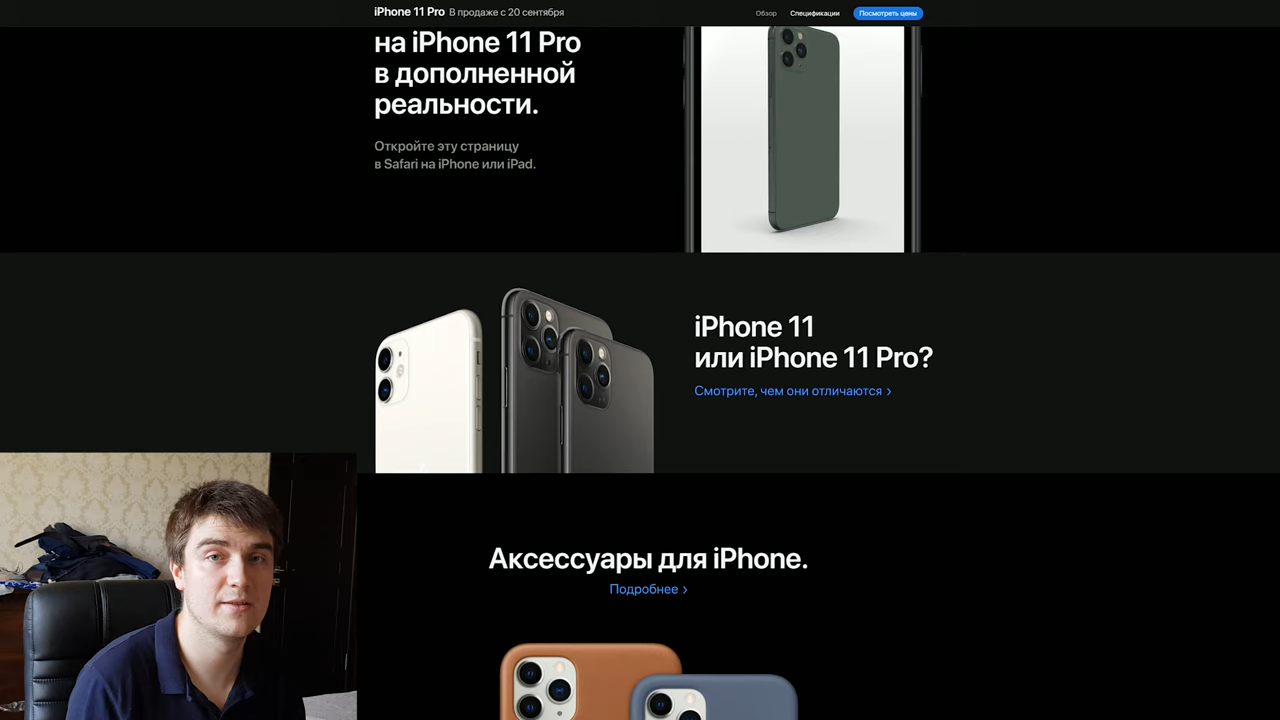 iPhone 11 Pro В продаже с 20 сентября
Обзор
Спецификации
Посмотреть цены
на iPhone 11 Pro
в дополненной
реальности.
Откройте эту страницу
в Safari на iPhone или iPad.
iPhone 11
или iPhone 11 Pro?
Смотрите, чем они отличаются >
Аксессуары для iPhone.
Подробнее >